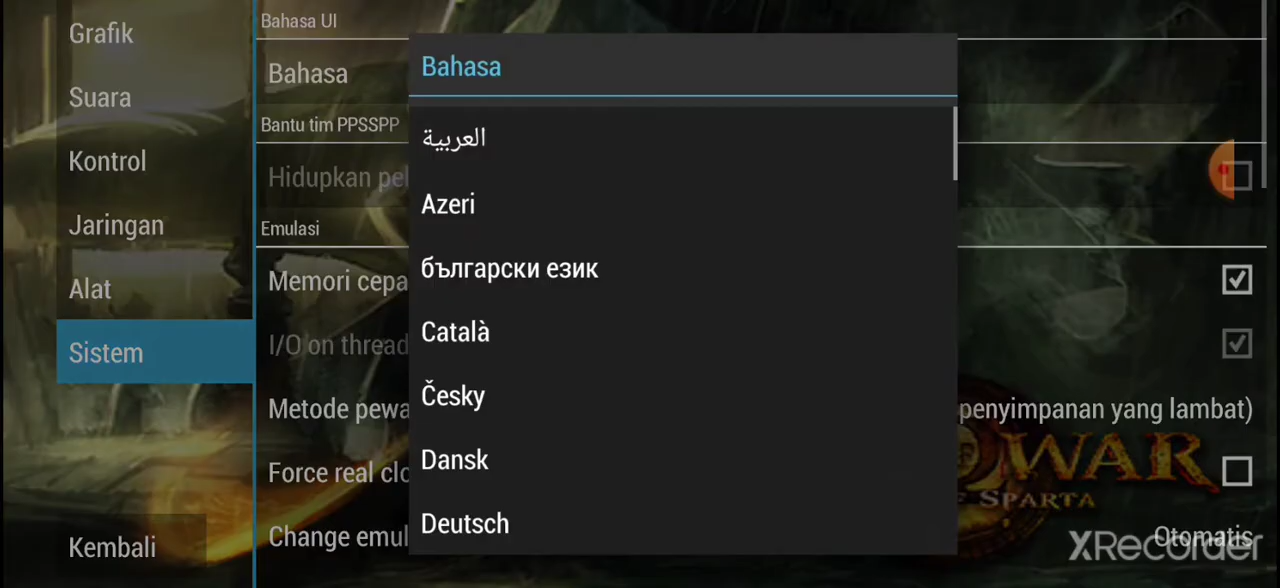 Grafik
Suara
Kontrol
Jaringan
Alat
Sistem
Kembali
Bahasa UI
Bahasa
Bantu tim PPSSPP
Hidupkan pel
Emulasi
Memori cepa
I/O on thread
Metode pewa
penyimpanan yang lambat)
Force real clo
Change emul
Otomatis
Bahasa
العربية
Azeri
български език
Català
Česky
Dansk
Deutsch
WAR
SPARTA
XRecorder